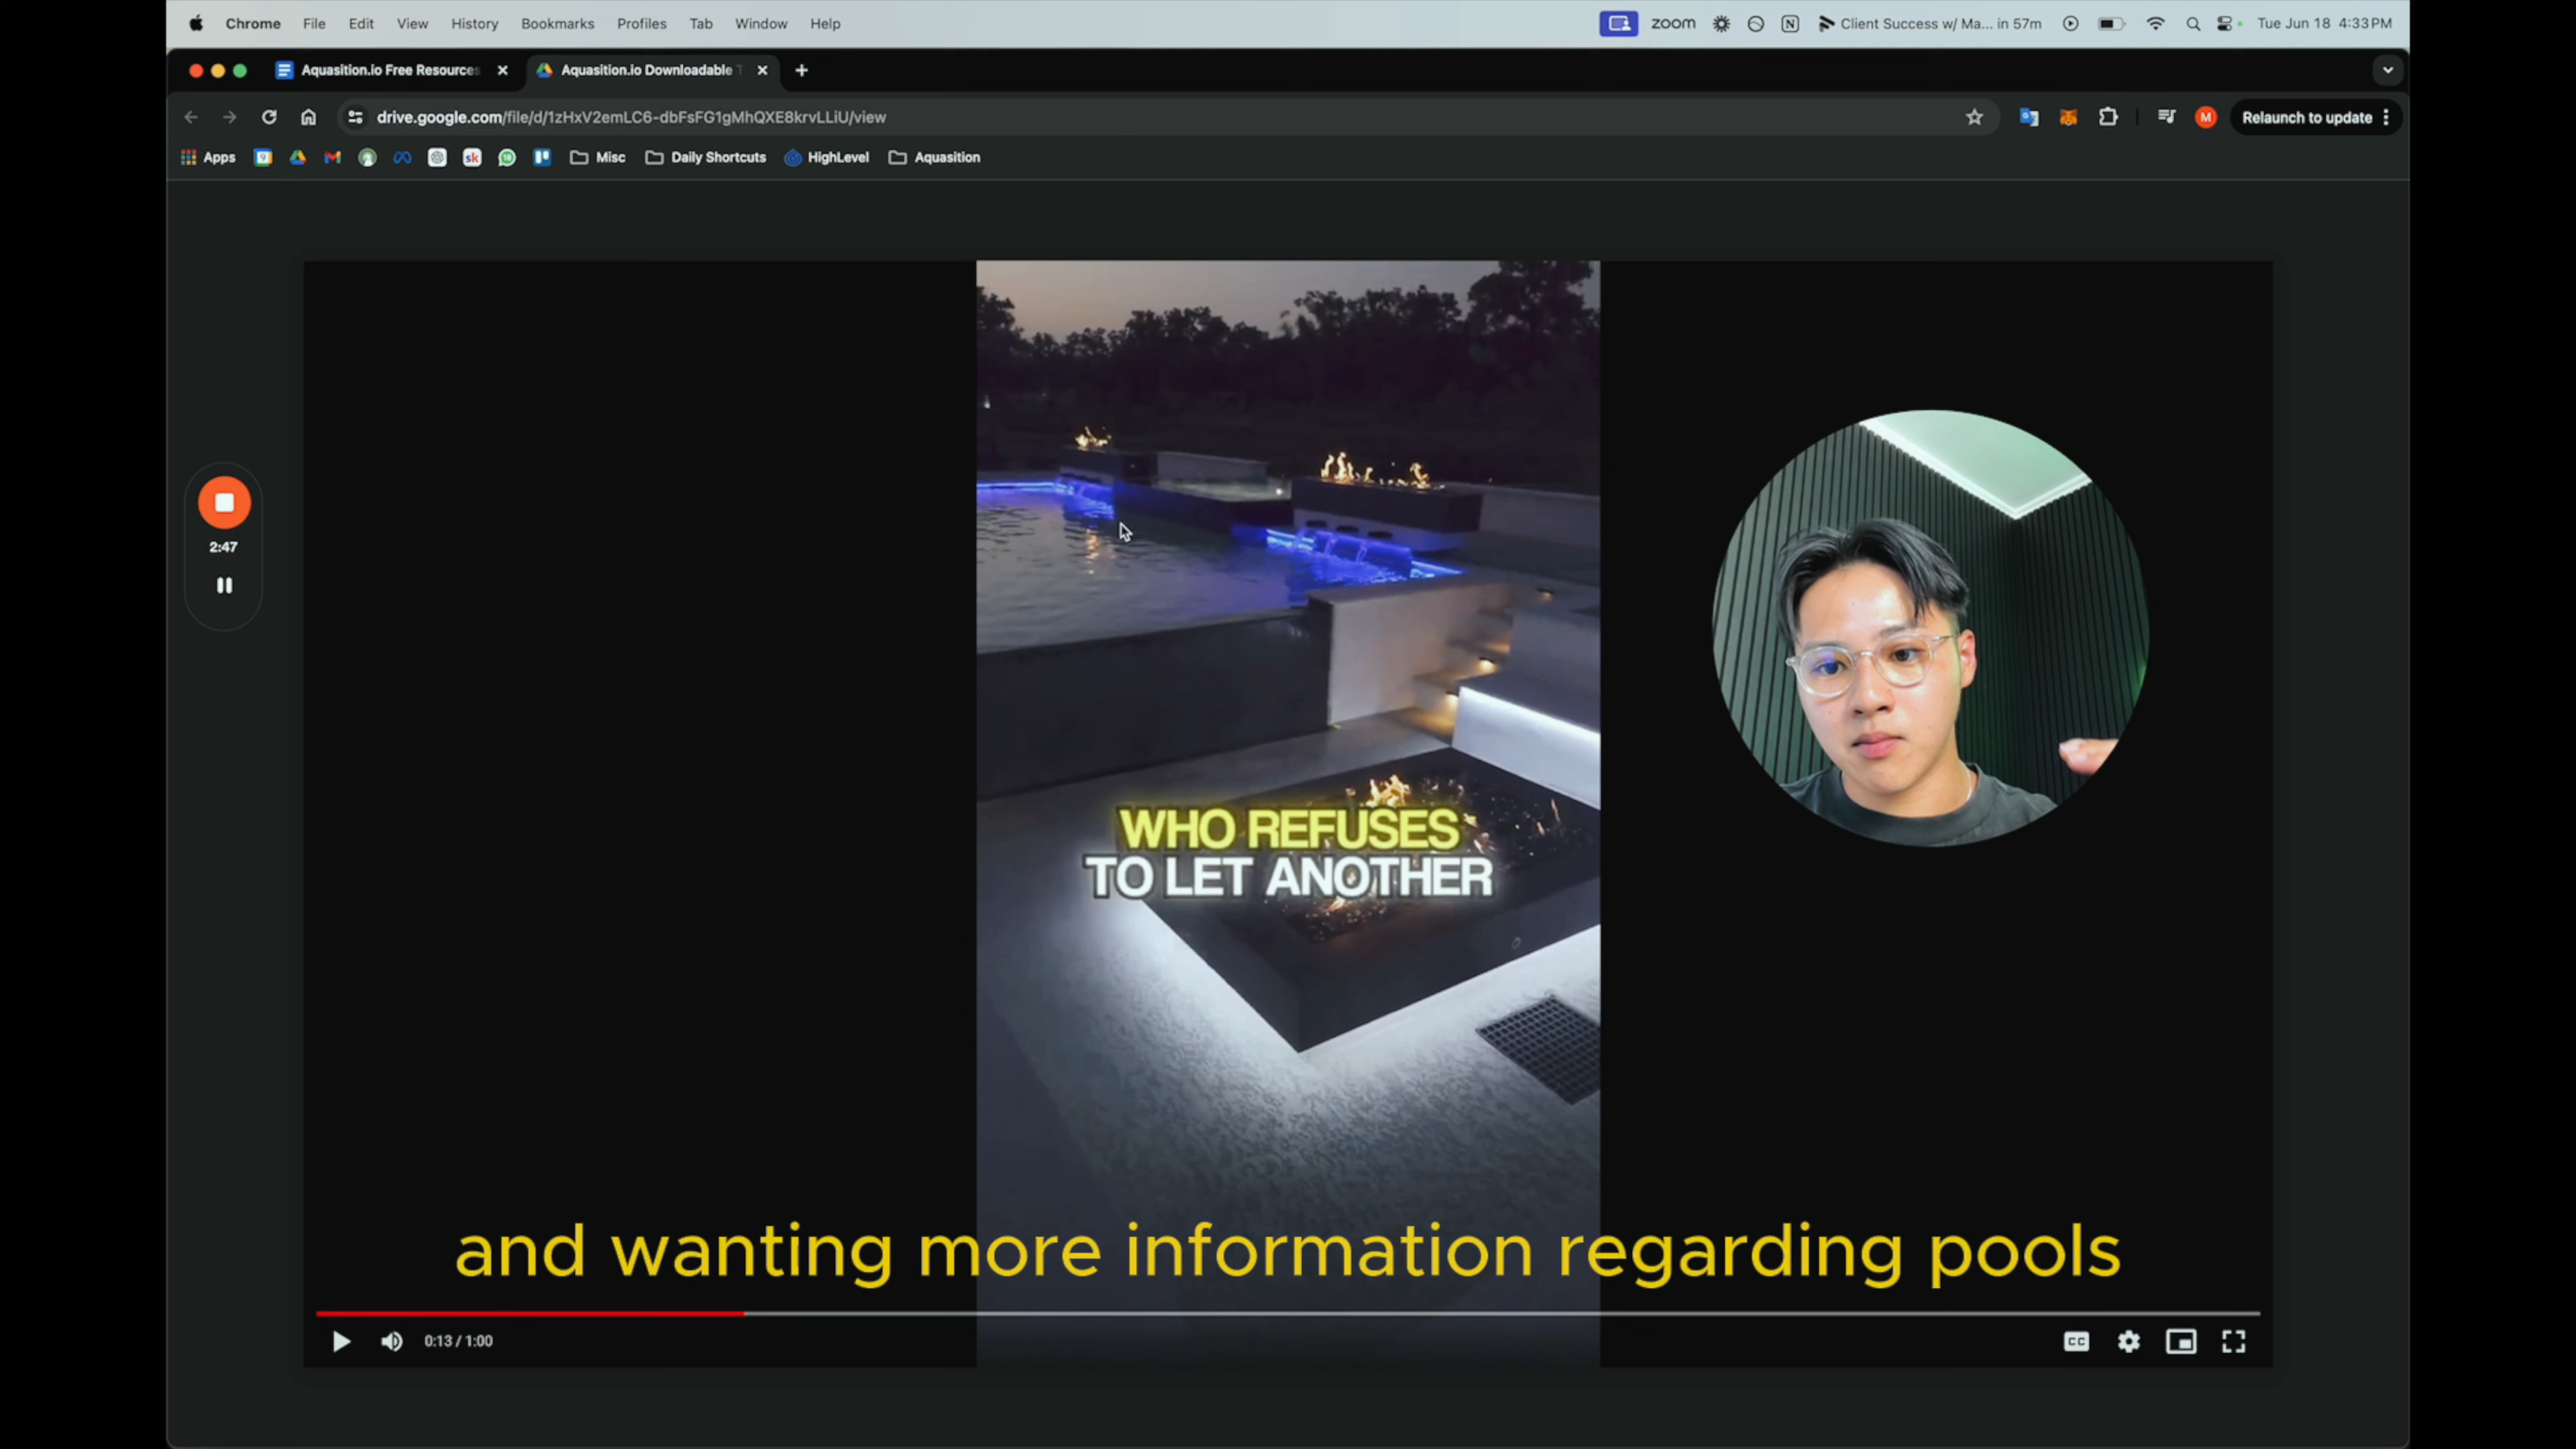 Chrome File Edit View History Bookmarks Profiles Tab Window Help
zoom
N
Client Success w/ Ma... in 57m
Tue Jun 18 4:33PM
Aquasition.io Free Resources
Aquasition.io Downloadable T
drive.google.com/file/d/1zHxV2emLC6-dbFsFG1gMhQXE8krvLLiU/view
M
Relaunch to update
Apps
sk
Misc
Daily Shortcuts
HighLevel
Aquasition
2:47
WHO REFUSES
TO LET ANOTHER
and wanting more information regarding pools
0:13 / 1:00
CC